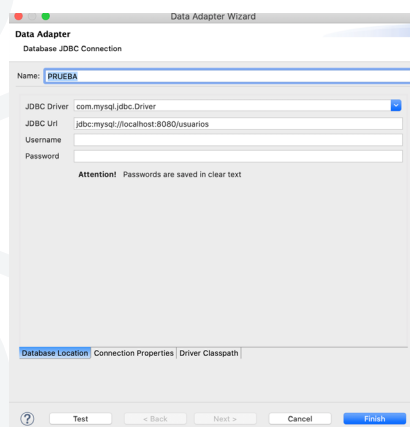 Data Adapter Wizard
Data Adapter
Database JDBC Connection
Name: PRUEBA
JDBC Driver com.mysql.jdbc.Driver
JDBC Url jdbc:mysql://localhost:8080/usuarios
Username
Password
Attention! Passwords are saved in clear text
Database Location Connection Properties Driver Classpath
? Test < Back Next > Cancel Finish